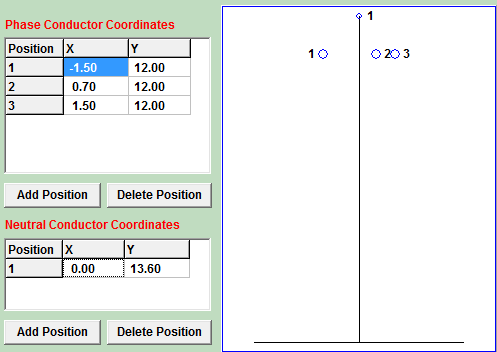 Phase Conductor Coordinates
Position X Y
1 -1.50 12.00
2 0.70 12.00
3 1.50 12.00
Add Position Delete Position
Neutral Conductor Coordinates
Position X Y
1 0.00 13.60
Add Position Delete Position
1
1 2 3